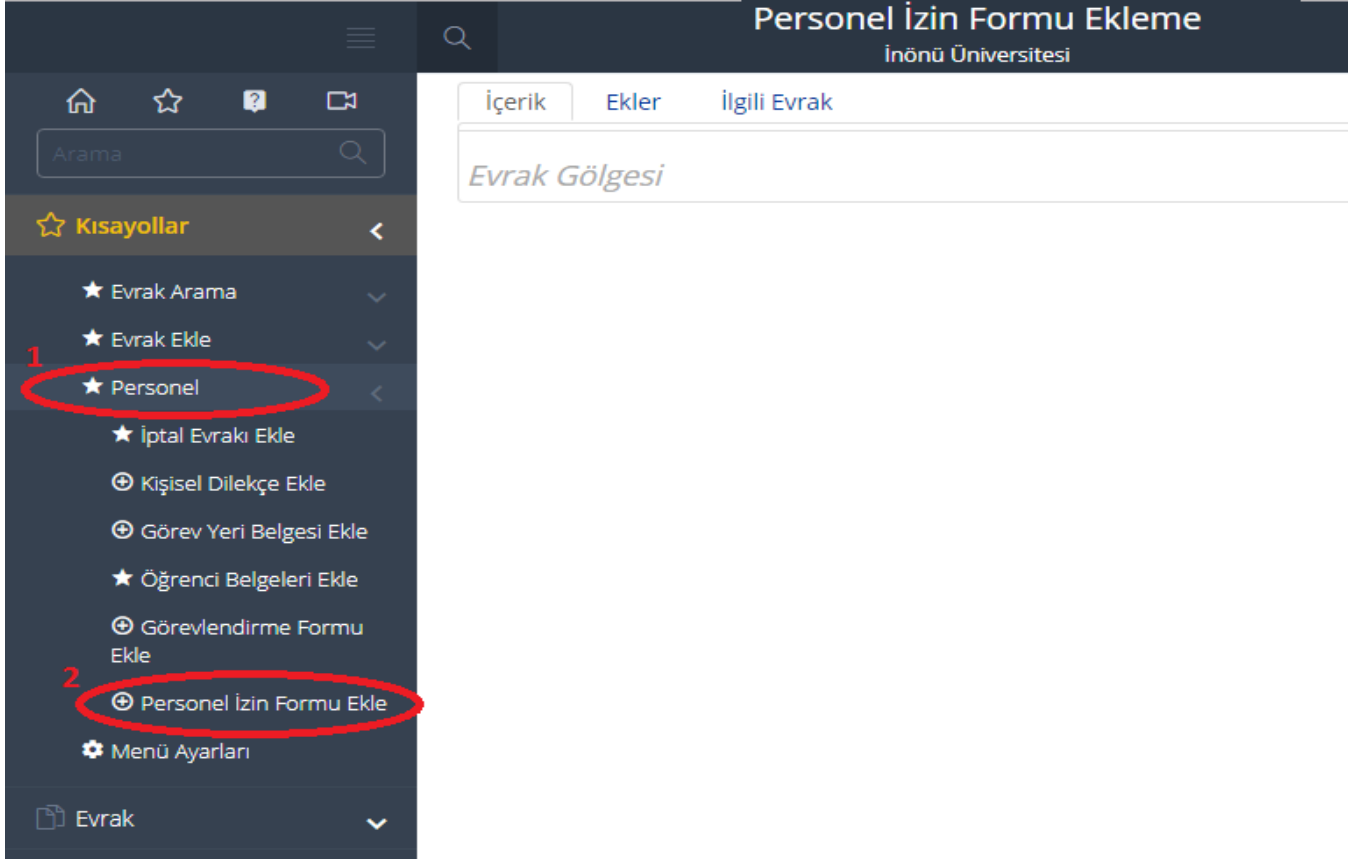 Personel İzin Formu Ekleme
İnönü Üniversitesi
İçerik Ekler İlgili Evrak
Arama
Evrak Gölgesi
Kısayollar
Evrak Arama
Evrak Ekle
1
Personel
İptal Evrakı Ekle
Kişisel Dilekçe Ekle
Görev Yeri Belgesi Ekle
Öğrenci Belgeleri Ekle
Görevlendirme Formu
Ekle
2
Personel İzin Formu Ekle
Menü Ayarları
Evrak